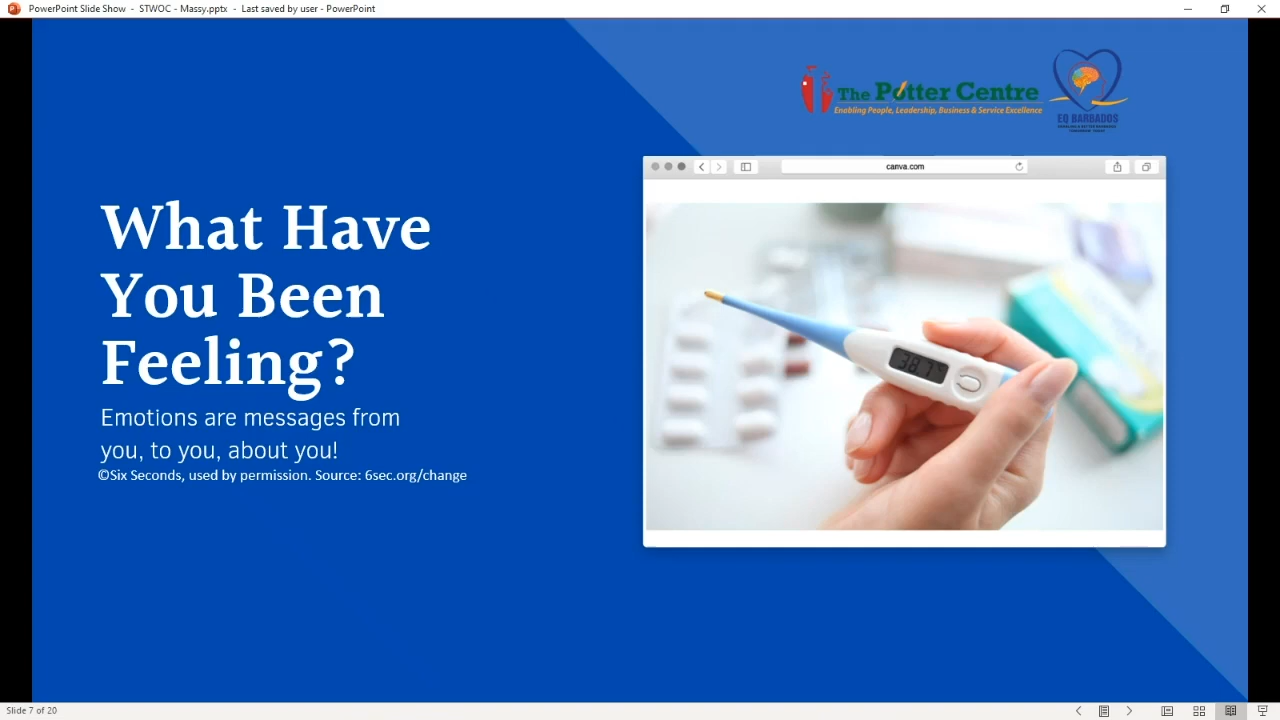 PowerPoint Slide Show - STWOC - Massy.pptx - Last saved by user - PowerPoint
The Potter Centre
Enabling People, Leadership, Business & Service Excellence
EQ BARBADOS
canva.com
What Have
You Been
Feeling?
Emotions are messages from
you, to you, about you!
©Six Seconds, used by permission. Source: 6sec.org/change
38.7°
Slide 7 of 20